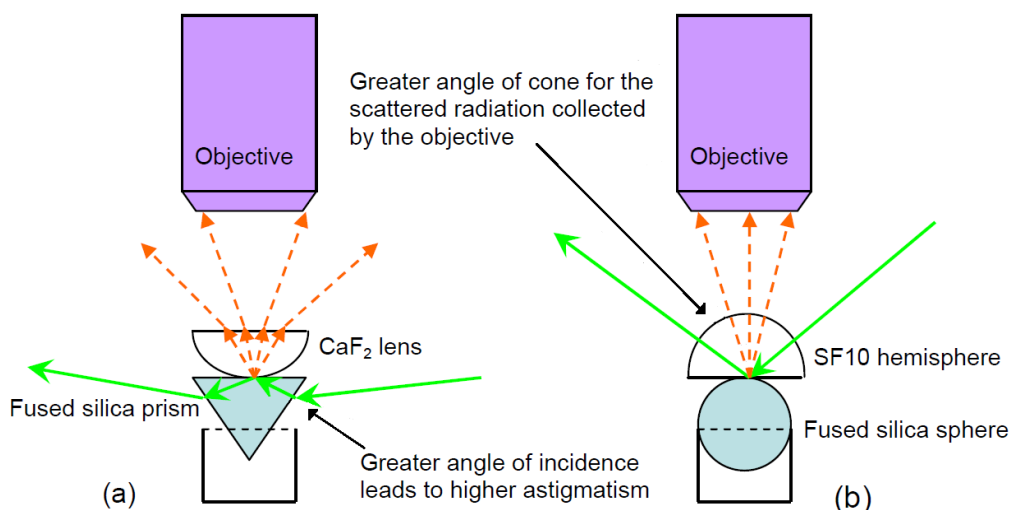 Greater angle of cone for the
scattered radiation collected
by the objective
Objective
Objective
CaF₂ lens
SF10 hemisphere
Fused silica prism
Fused silica sphere
Greater angle of incidence
leads to higher astigmatism
(a)
(b)